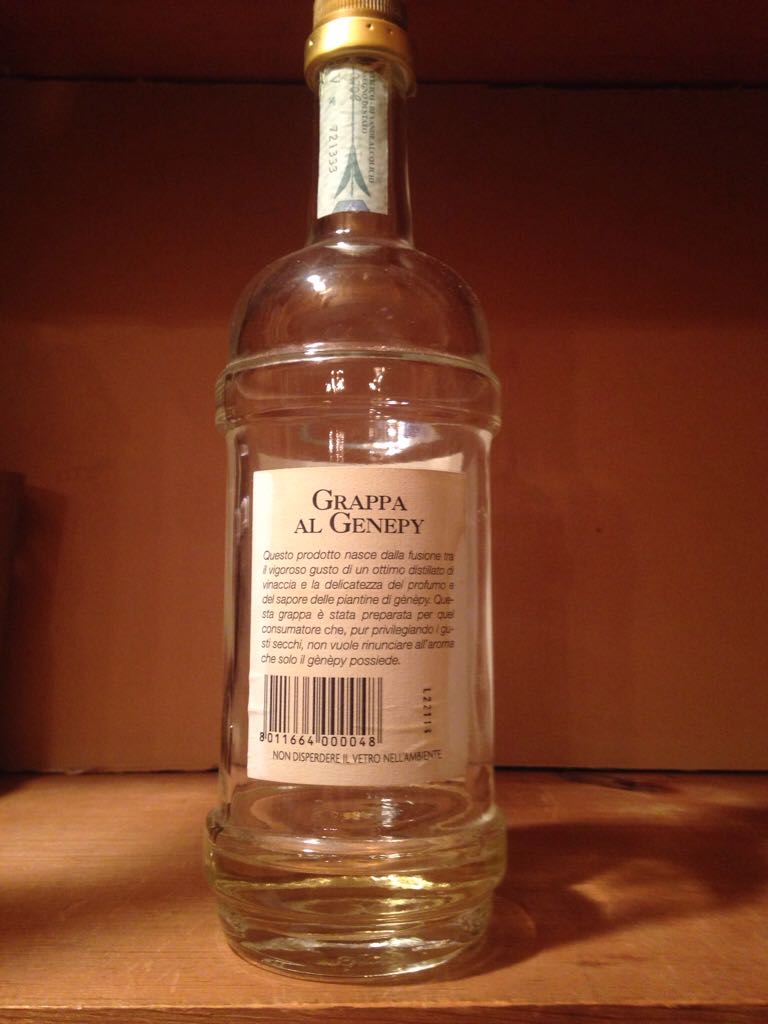 721333
GRAPPA
AL GENEPY
Questo prodotto nasce dalla fusione tra
il vigoroso gusto di un ottimo distillato di
vinaccia e la delicatezza del profumo e
del sapore delle piantine di génépy. Que-
sta grappa è stata preparata per quel
consumatore che, pur privilegiando i gu-
sti secchi, non vuole rinunciare all'aroma
che solo il génépy possiede.
L22116
8 011664 000048
NON DISPERDERE IL VETRO NELL'AMBIENTE